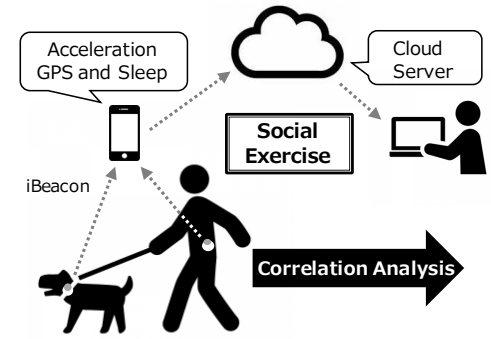 Acceleration
GPS and Sleep
Cloud
Server
Social
Exercise
iBeacon
Correlation Analysis